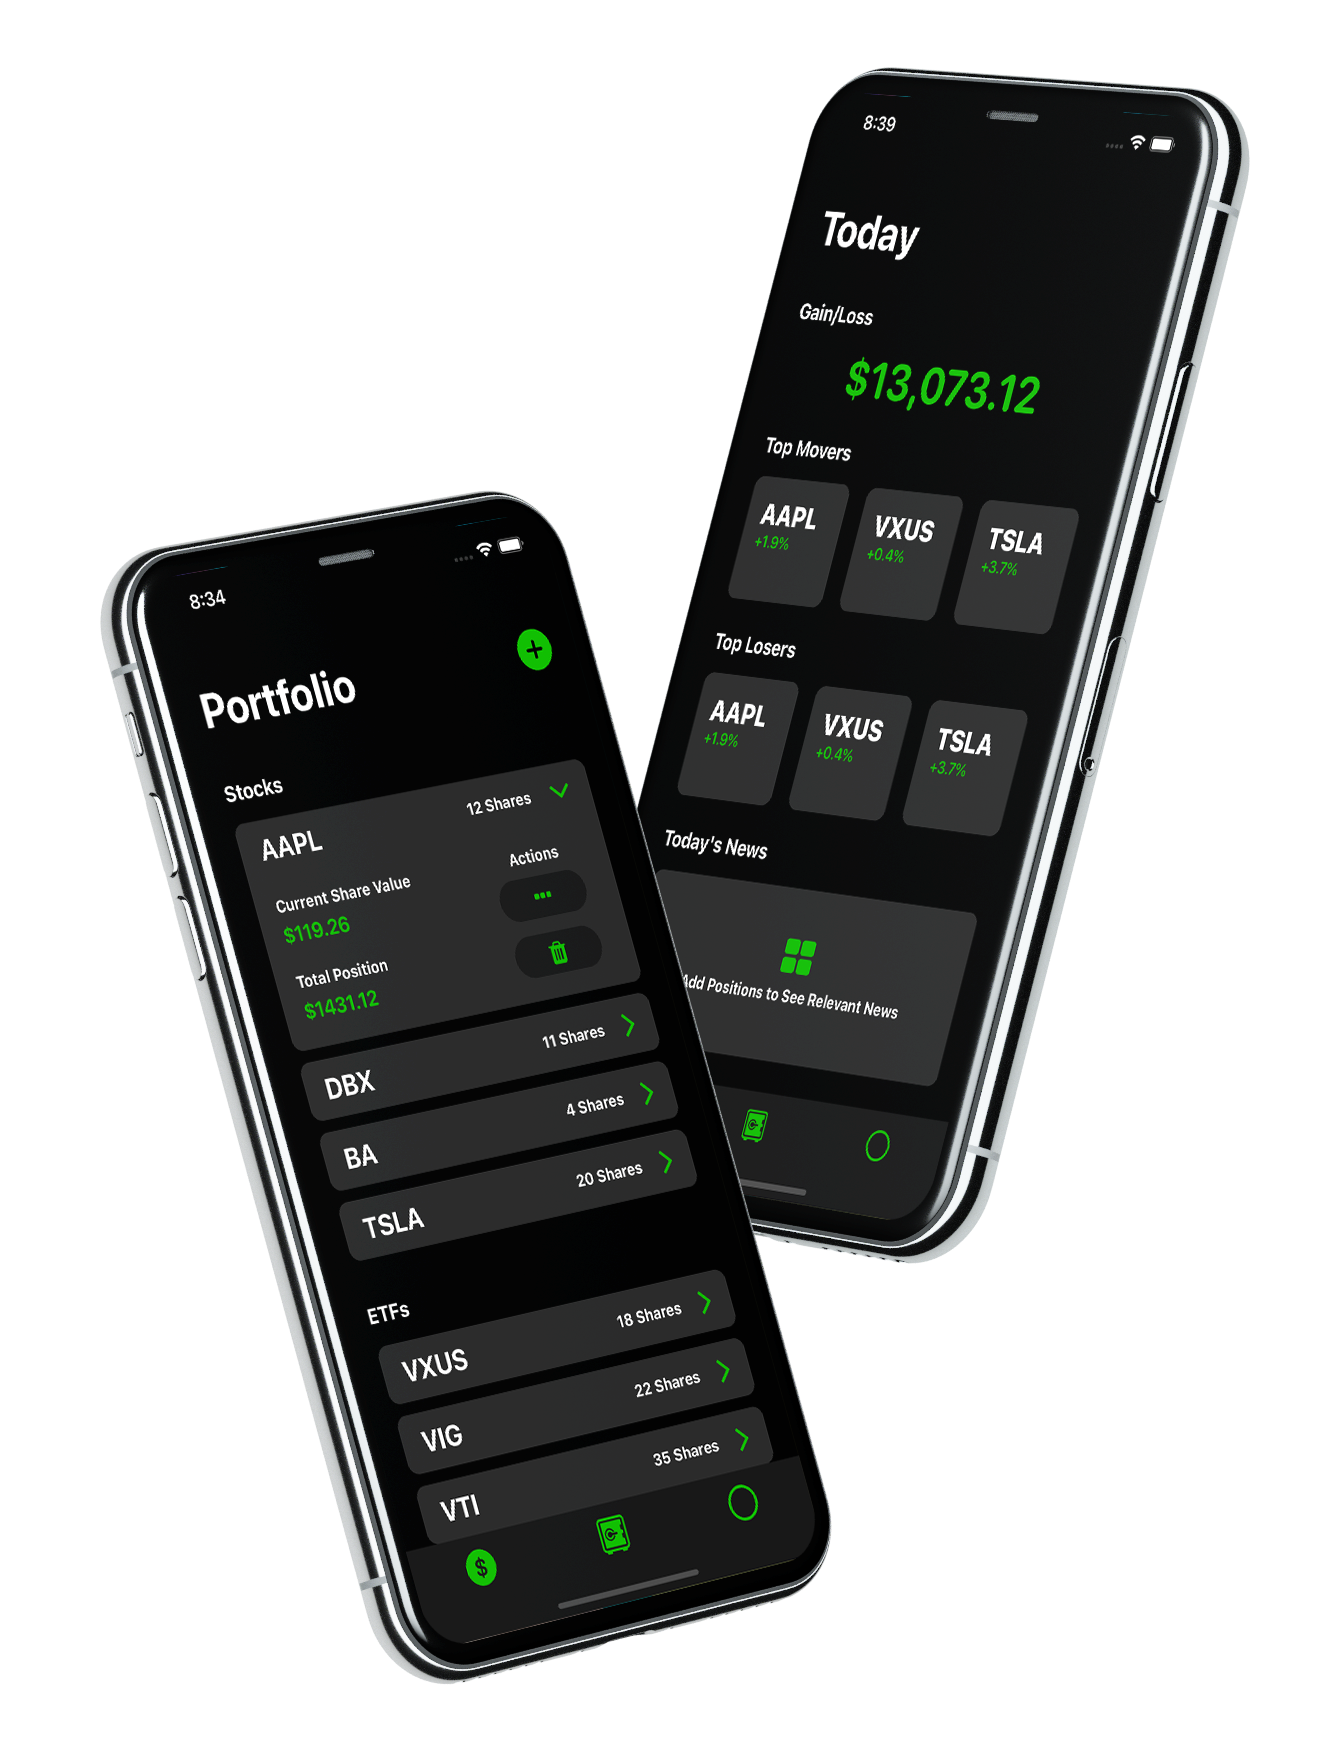 8:39
Today
Gain/Loss
$13,073.12
Top Movers
AAPL
+1.9%
VXUS
+0.4%
TSLA
+3.7%
Top Losers
AAPL
+1.9%
VXUS
+0.4%
TSLA
+3.7%
Today's News
Add Positions to See Relevant News
8:34
Portfolio
Stocks
AAPL
12 Shares
Current Share Value
$119.26
Actions
Total Position
$1431.12
DBX
11 Shares
BA
4 Shares
TSLA
20 Shares
ETFs
VXUS
18 Shares
VIG
22 Shares
VTI
35 Shares
$